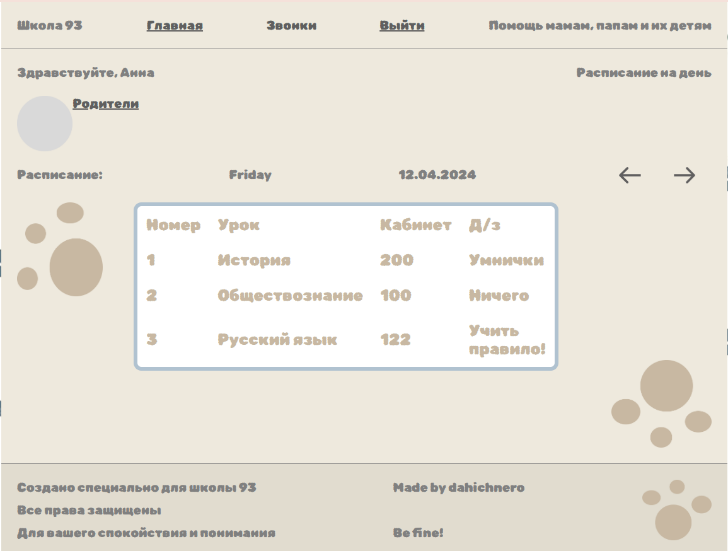 Школа 93 Главная Звонки Выйти Помощь мамам, папам и их детям
Здравствуйте, Анна Расписание на день
Родители
Расписание: Friday 12.04.2024
Номер Урок Кабинет Д/з
1 История 200 Умнички
2 Обществознание 100 Ничего
3 Русский язык 122 Учить
правило!
Создано специально для школы 93 Made by dahichnero
Все права защищены
Для вашего спокойствия и понимания Be fine!